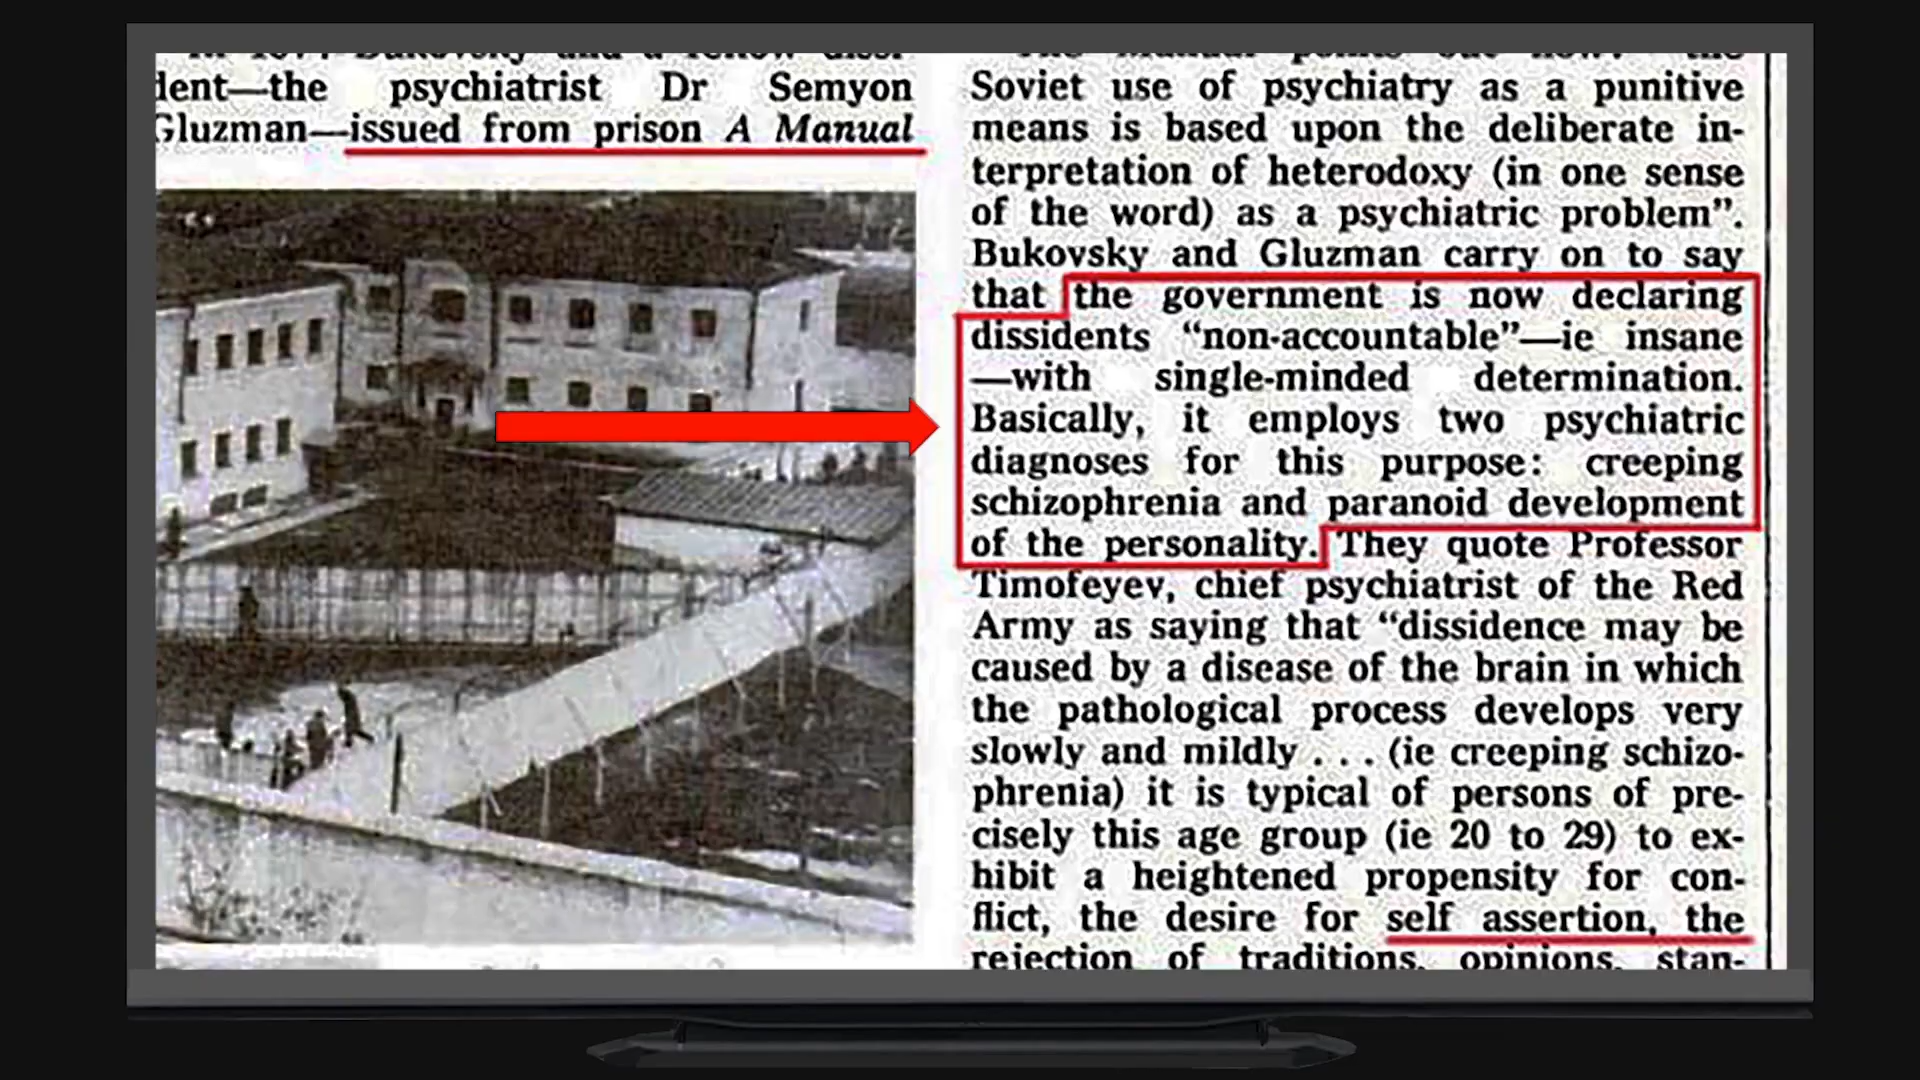 dent—the psychiatrist Dr Semyon
Gluzman—issued from prison A Manual
Soviet use of psychiatry as a punitive
means is based upon the deliberate in-
terpretation of heterodoxy (in one sense
of the word) as a psychiatric problem”.
Bukovsky and Gluzman carry on to say
that the government is now declaring
dissidents “non-accountable”—ie insane
—with single-minded determination.
Basically, it employs two psychiatric
diagnoses for this purpose: creeping
schizophrenia and paranoid development
of the personality. They quote Professor
Timofeyev, chief psychiatrist of the Red
Army as saying that “dissidence may be
caused by a disease of the brain in which
the pathological process develops very
slowly and mildly . . . (ie creeping schizo-
phrenia) it is typical of persons of pre-
cisely this age group (ie 20 to 29) to ex-
hibit a heightened propensity for con-
flict, the desire for self assertion, the
rejection of traditions, opinions, stan-